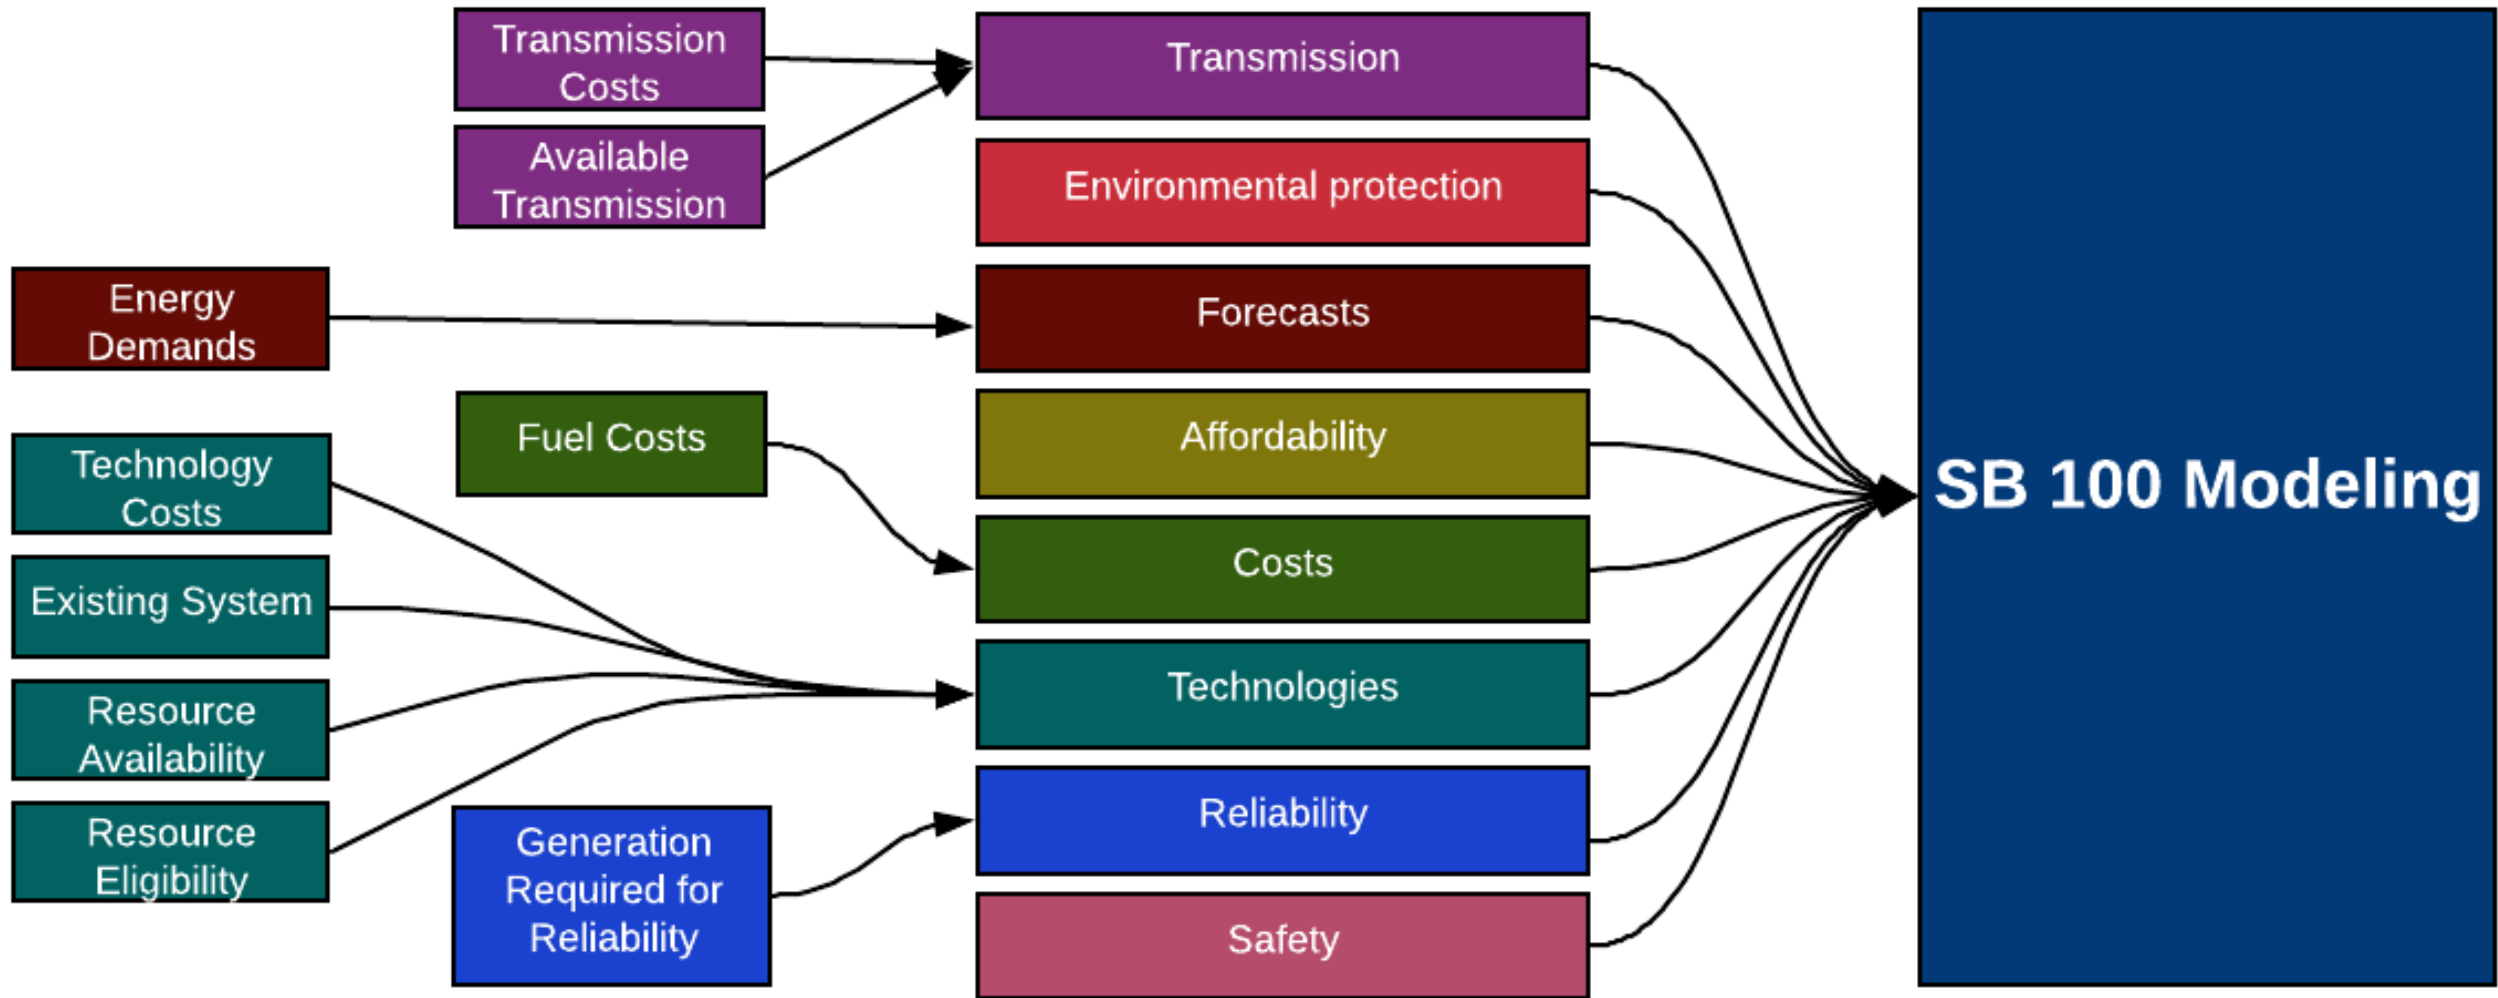 Transmission
Costs
Available
Transmission
Energy
Demands
Technology
Costs
Existing System
Resource
Availability
Resource
Eligibility
Fuel Costs
Generation
Required for
Reliability
Transmission
Environmental protection
Forecasts
Affordability
Costs
Technologies
Reliability
Safety
SB 100 Modeling